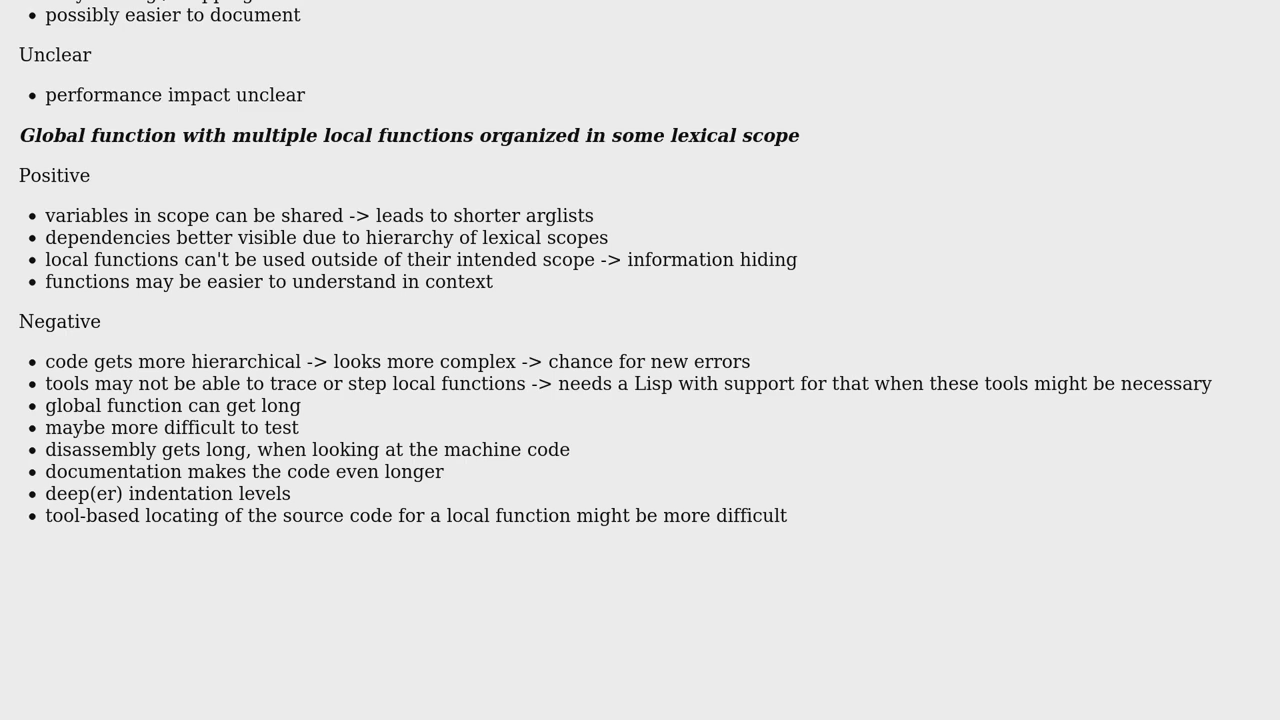 possibly easier to document
Unclear
performance impact unclear
Global function with multiple local functions organized in some lexical scope
Positive
variables in scope can be shared -> leads to shorter arglists
dependencies better visible due to hierarchy of lexical scopes
local functions can't be used outside of their intended scope -> information hiding
functions may be easier to understand in context
Negative
code gets more hierarchical -> looks more complex -> chance for new errors
tools may not be able to trace or step local functions -> needs a Lisp with support for that when these tools might be necessary
global function can get long
maybe more difficult to test
disassembly gets long, when looking at the machine code
documentation makes the code even longer
deep(er) indentation levels
tool-based locating of the source code for a local function might be more difficult